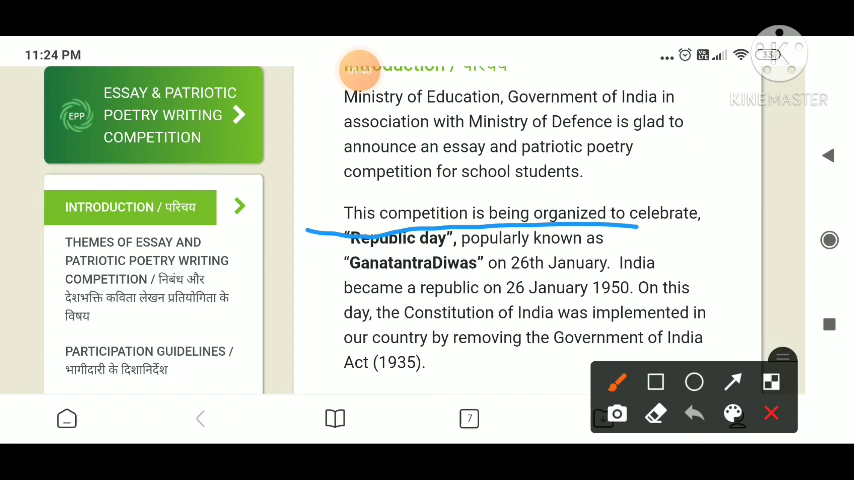 11:24 PM
33
KINEMASTER
EPP
ESSAY & PATRIOTIC
POETRY WRITING
COMPETITION
INTRODUCTION / परिचय
THEMES OF ESSAY AND
PATRIOTIC POETRY WRITING
COMPETITION / निबंध और
देशभक्ति कविता लेखन प्रतियोगिता के
विषय
PARTICIPATION GUIDELINES /
भागीदारी के दिशानिर्देश
Introduction / परिचय
Ministry of Education, Government of India in
association with Ministry of Defence is glad to
announce an essay and patriotic poetry
competition for school students.
This competition is being organized to celebrate,
“Republic day”, popularly known as
“GanatantraDiwas” on 26th January. India
became a republic on 26 January 1950. On this
day, the Constitution of India was implemented in
our country by removing the Government of India
Act (1935).
7